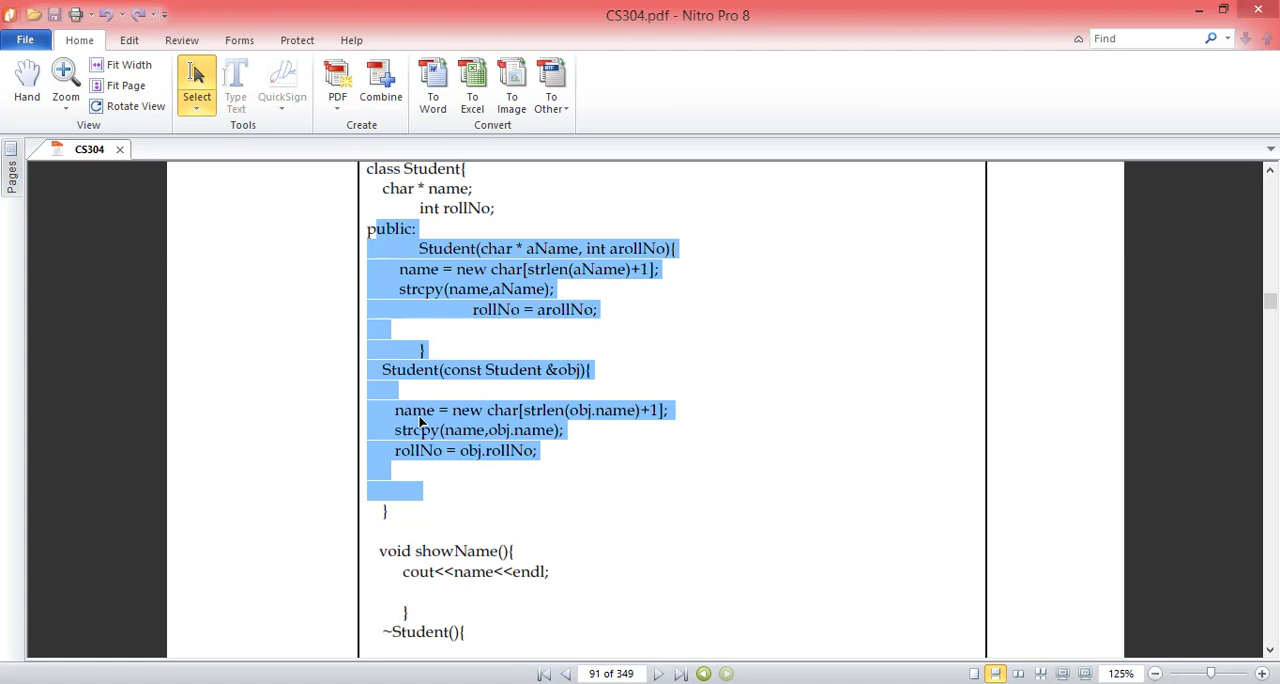 CS304.pdf - Nitro Pro 8
File Home Edit Review Forms Protect Help Find
Hand Zoom Fit Width Fit Page Rotate View Select Type Text QuickSign PDF Combine To Word To Excel To Image To Other
View Tools Create Convert
CS304
Pages
class Student{
char * name;
int rollNo;
public:
Student(char * aName, int arollNo){
name = new char[strlen(aName)+1];
strcpy(name,aName);
rollNo = arollNo;
}
Student(const Student &obj){
name = new char[strlen(obj.name)+1];
strcpy(name,obj.name);
rollNo = obj.rollNo;
}
void showName(){
cout<<name<<endl;
}
~Student(){
91 of 349 125%